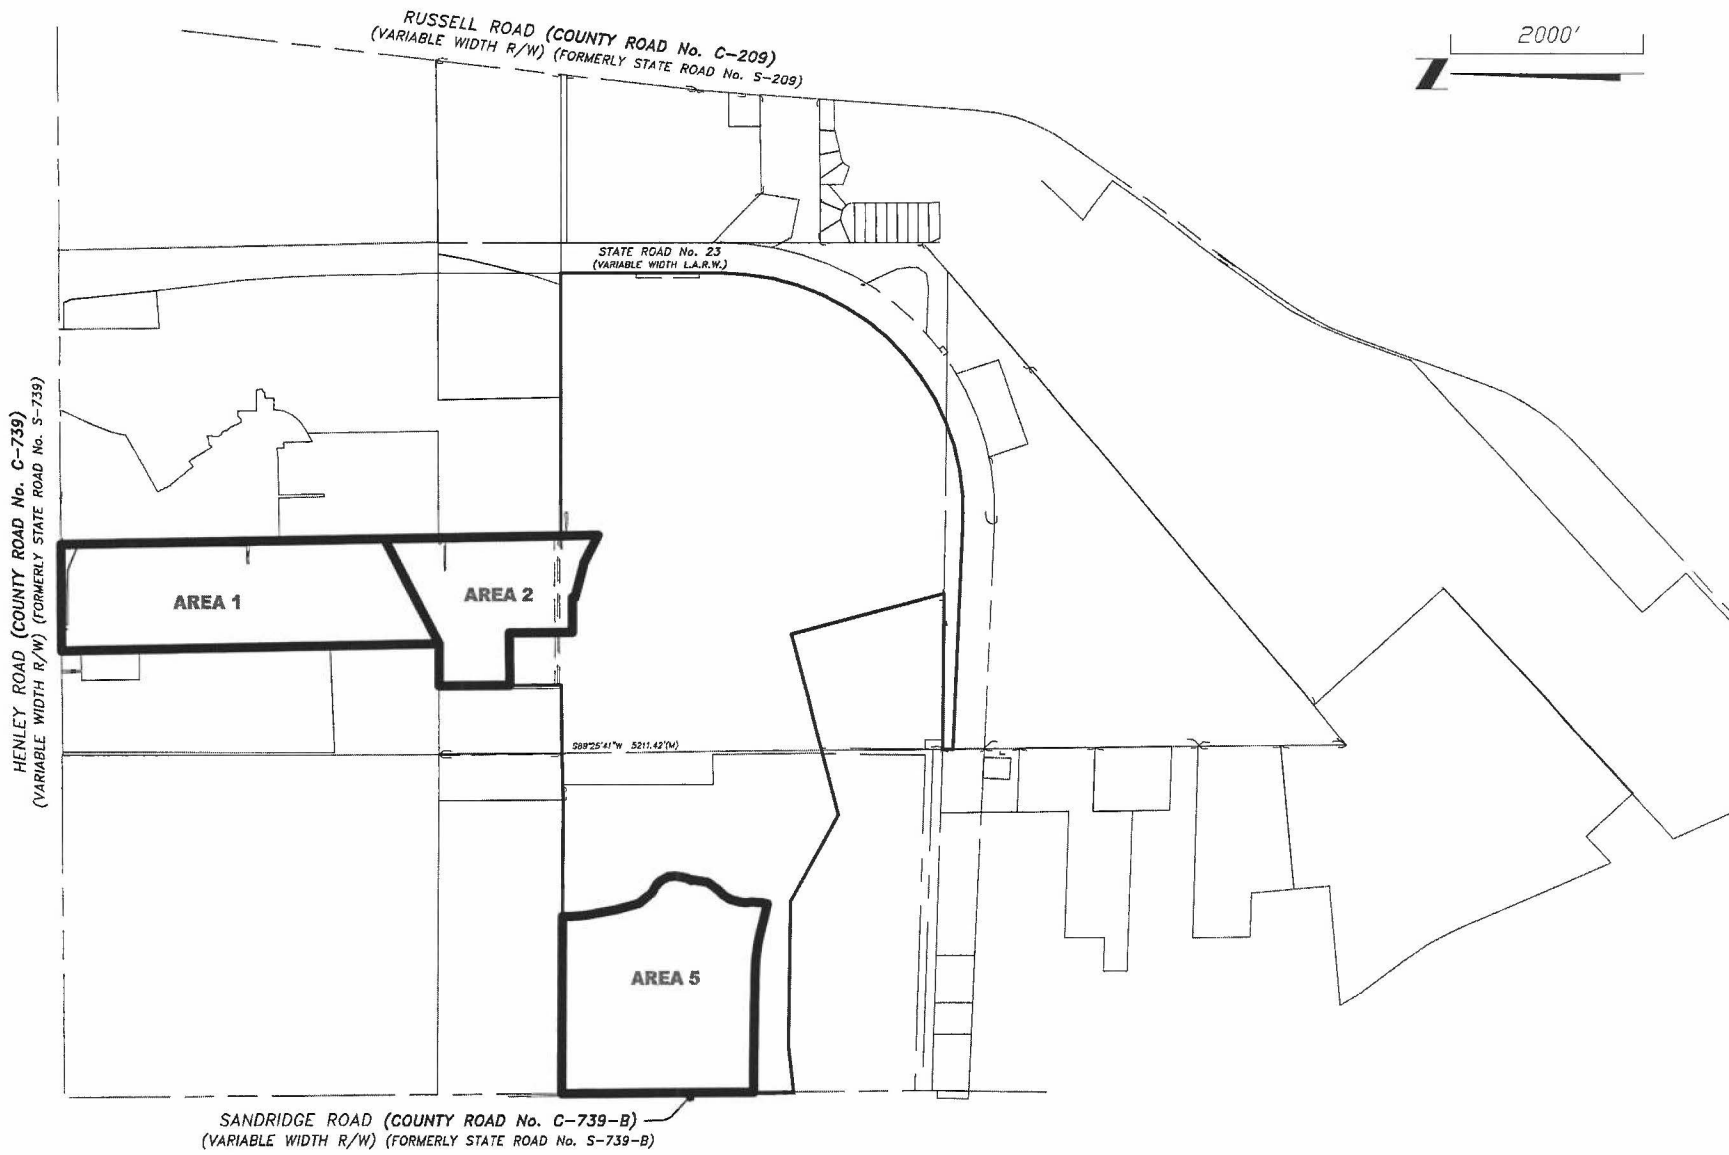 RUSSELL ROAD (COUNTY ROAD No. C-209)
(VARIABLE WIDTH R/W) (FORMERLY STATE ROAD No. S-209)
2000'
Z
STATE ROAD No. 23
(VARIABLE WIDTH L.A.R.W.)
HENLEY ROAD (COUNTY ROAD No. C-739)
(VARIABLE WIDTH R/W) (FORMERLY STATE ROAD No. S-739)
AREA 1
AREA 2
S89°25'41"W 5211.42'(M)
AREA 5
SANDRIDGE ROAD (COUNTY ROAD No. C-739-B)
(VARIABLE WIDTH R/W) (FORMERLY STATE ROAD No. S-739-B)